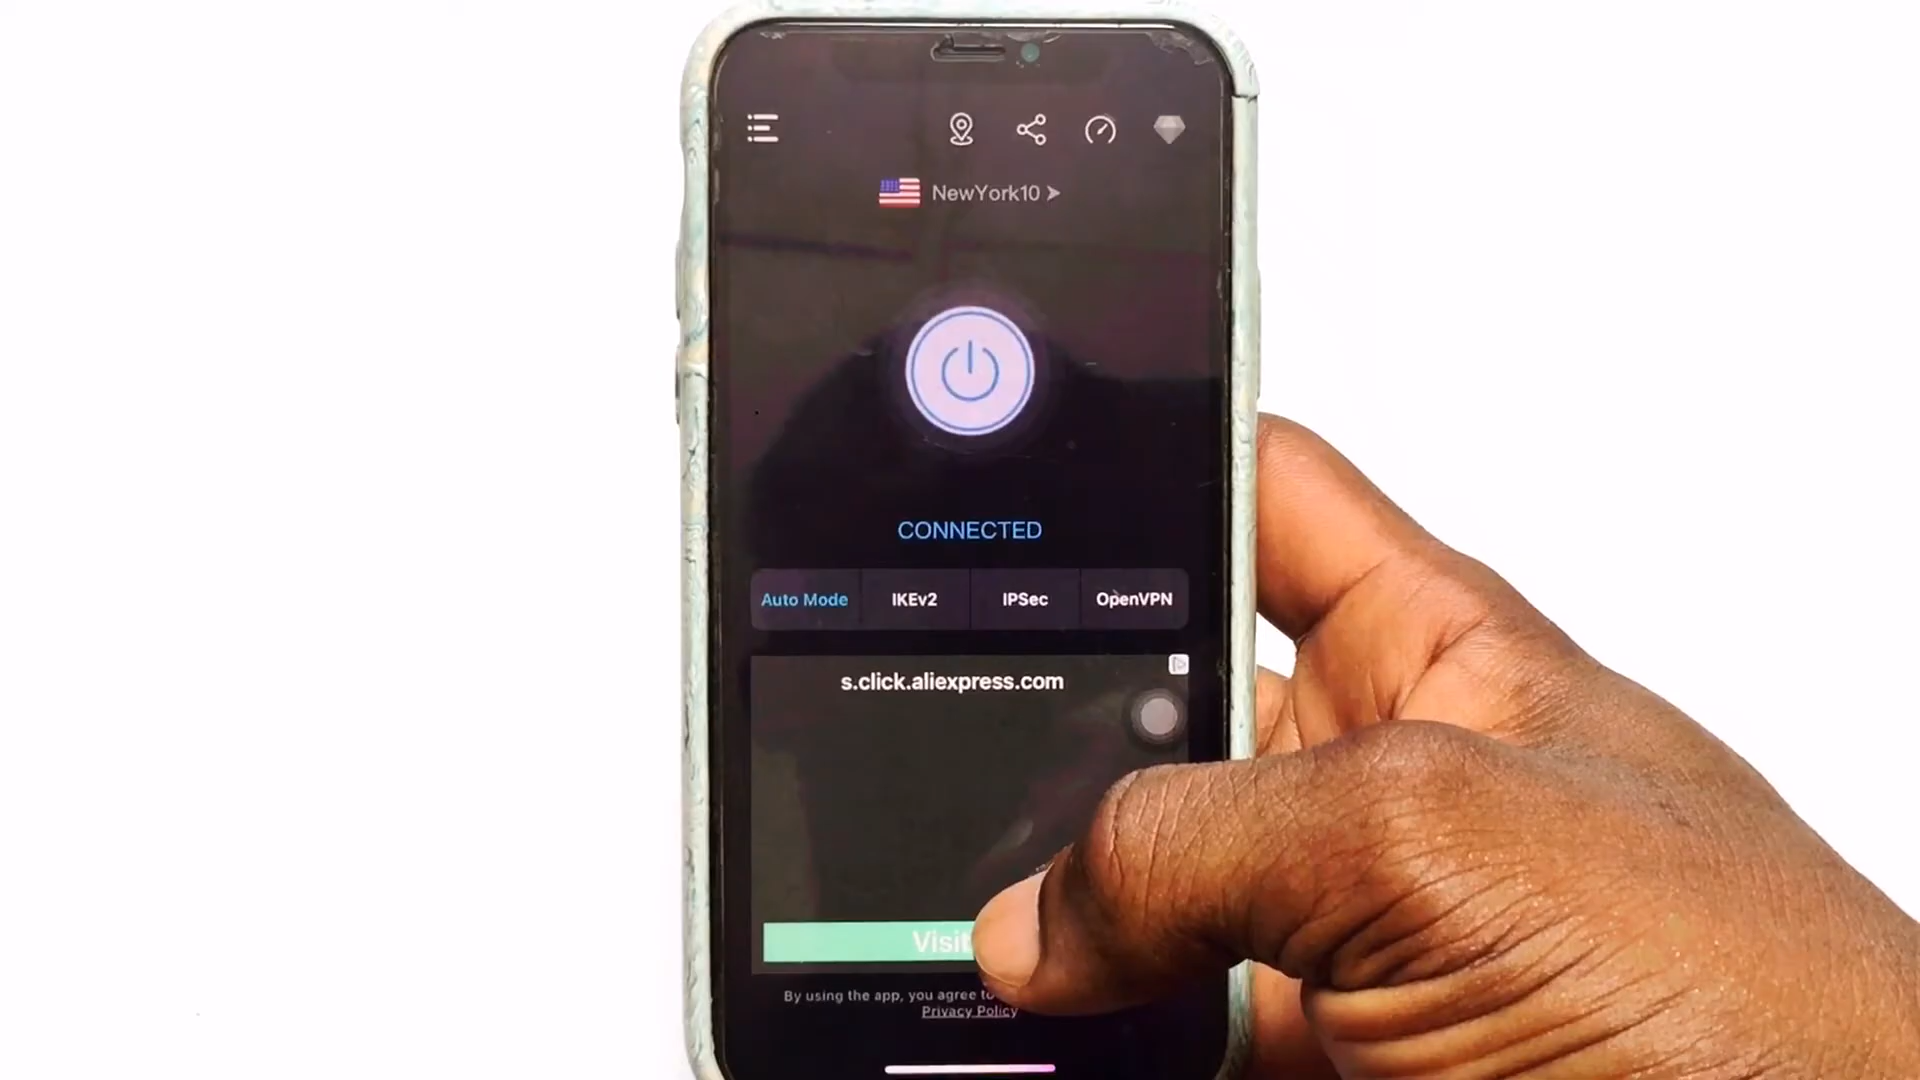 NewYork10
CONNECTED
Auto Mode IKEv2 IPSec OpenVPN
s.click.aliexpress.com
Visit
By using the app, you agree to
Privacy Policy